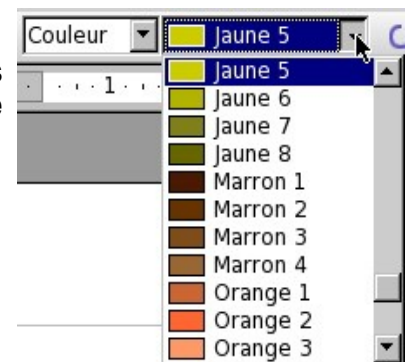 Couleur Jaune 5
1
Jaune 5
Jaune 6
Jaune 7
Jaune 8
Marron 1
Marron 2
Marron 3
Marron 4
Orange 1
Orange 2
Orange 3